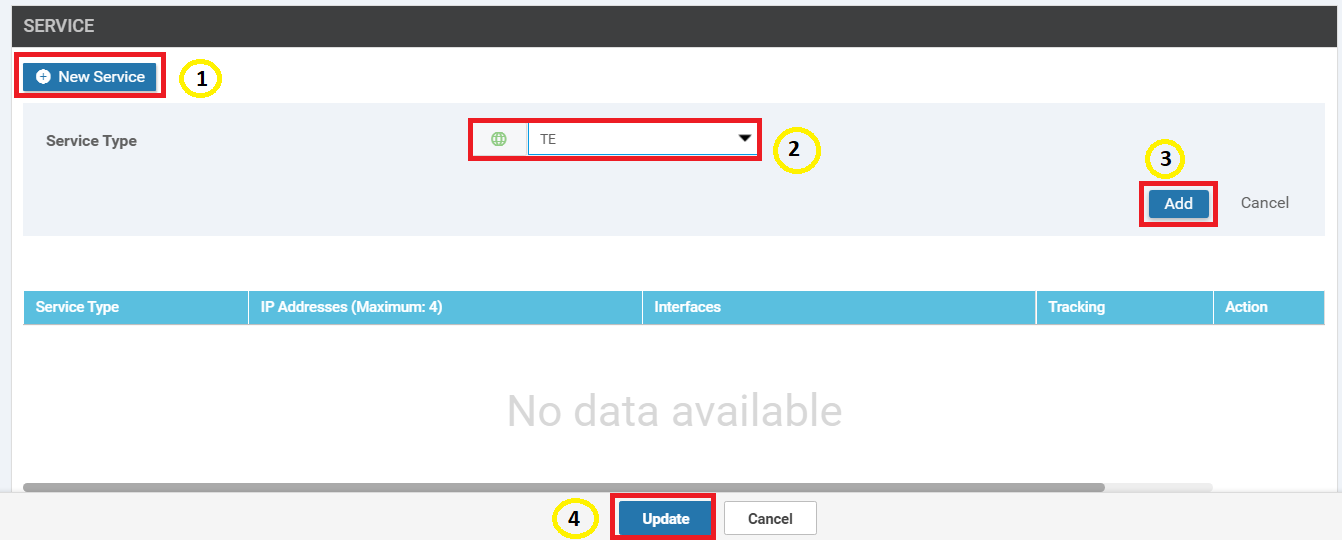 SERVICE
New Service
1
Service Type
TE
2
3
Add
Cancel
Service Type
IP Addresses (Maximum: 4)
Interfaces
Tracking
Action
No data available
4
Update
Cancel